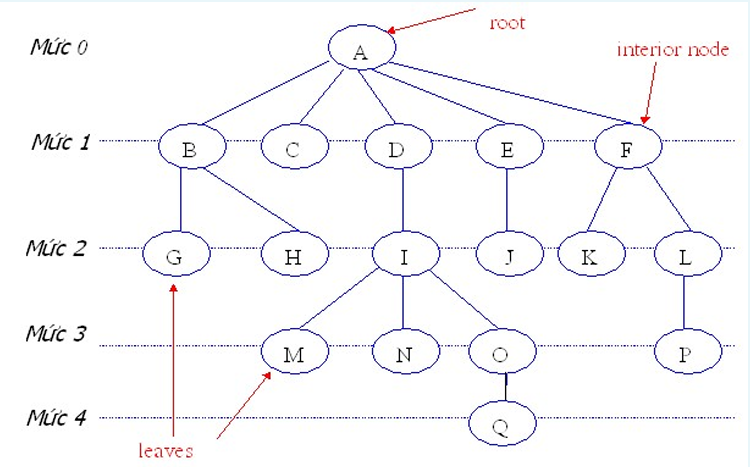 root
Mức 0
A
interior node
Mức 1
B
C
D
E
F
Mức 2
G
H
I
J
K
L
Mức 3
M
N
O
P
Mức 4
Q
leaves